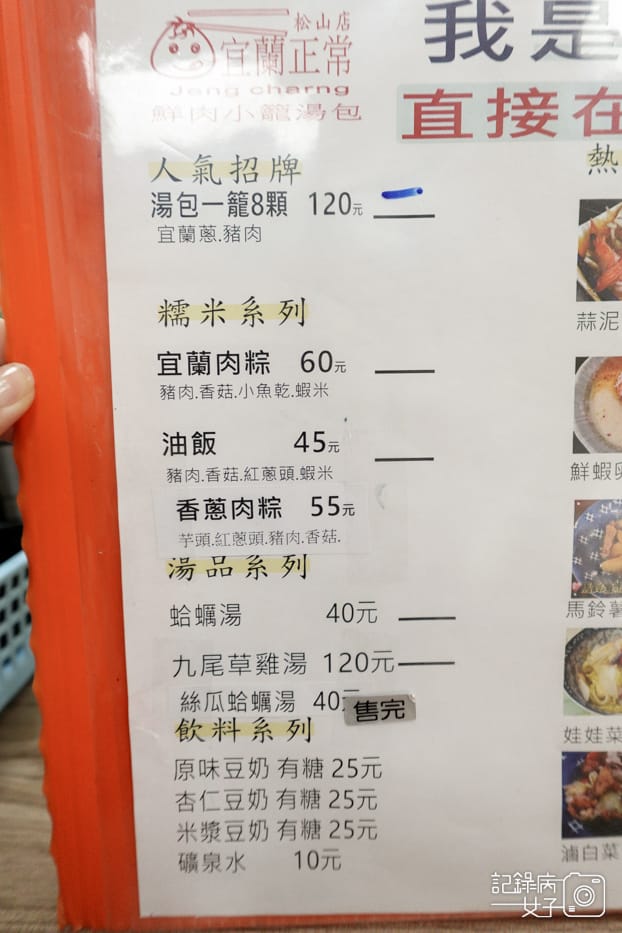 松山店
宜蘭正常
Jeng charng
鮮肉小籠湯包
我是
直接在
人氣招牌
湯包一籠8顆 120元
宜蘭蔥.豬肉
糯米系列
宜蘭肉粽 60元
豬肉.香菇.小魚乾.蝦米
油飯 45元
豬肉.香菇.紅蔥頭.蝦米
香蔥肉粽 55元
芋頭.紅蔥頭.豬肉.香菇.
湯品系列
蛤蠣湯 40元
九尾草雞湯 120元
絲瓜蛤蠣湯 40
售完
飲料系列
原味豆奶 有糖 25元
杏仁豆奶 有糖 25元
米漿豆奶 有糖 25元
礦泉水 10元
熱
蒜泥
鮮蝦
馬鈴薯
娃娃菜
滷白菜
記錄病
女子